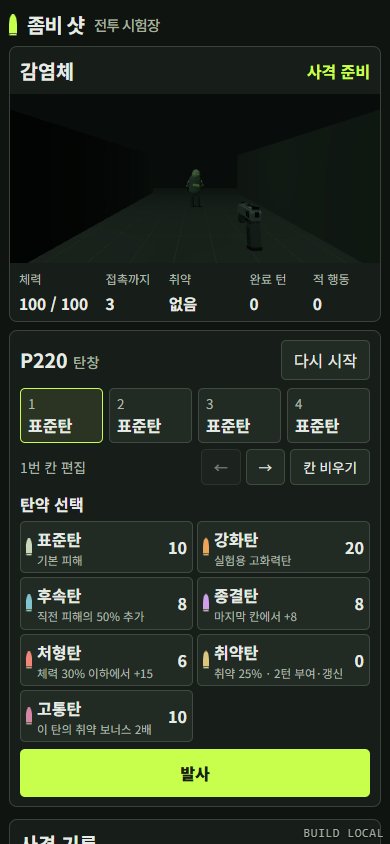 좀비 샷 전투 시험장
감염체 사격 준비
체력 접촉까지 취약 완료 턴 적 행동
100 / 100 3 없음 0 0
P220 탄창 다시 시작
1 2 3 4
표준탄 표준탄 표준탄 표준탄
1번 칸 편집 ← → 칸 비우기
탄약 선택
표준탄 10
기본 피해
강화탄 20
실험용 고화력탄
후속탄 8
직전 피해의 50% 추가
종결탄 8
마지막 칸에서 +8
처형탄 6
체력 30% 이하에서 +15
취약탄 0
취약 25% · 2턴 부여·갱신
고통탄 10
이 탄의 취약 보너스 2배
발사
사격 기록
BUILD LOCAL